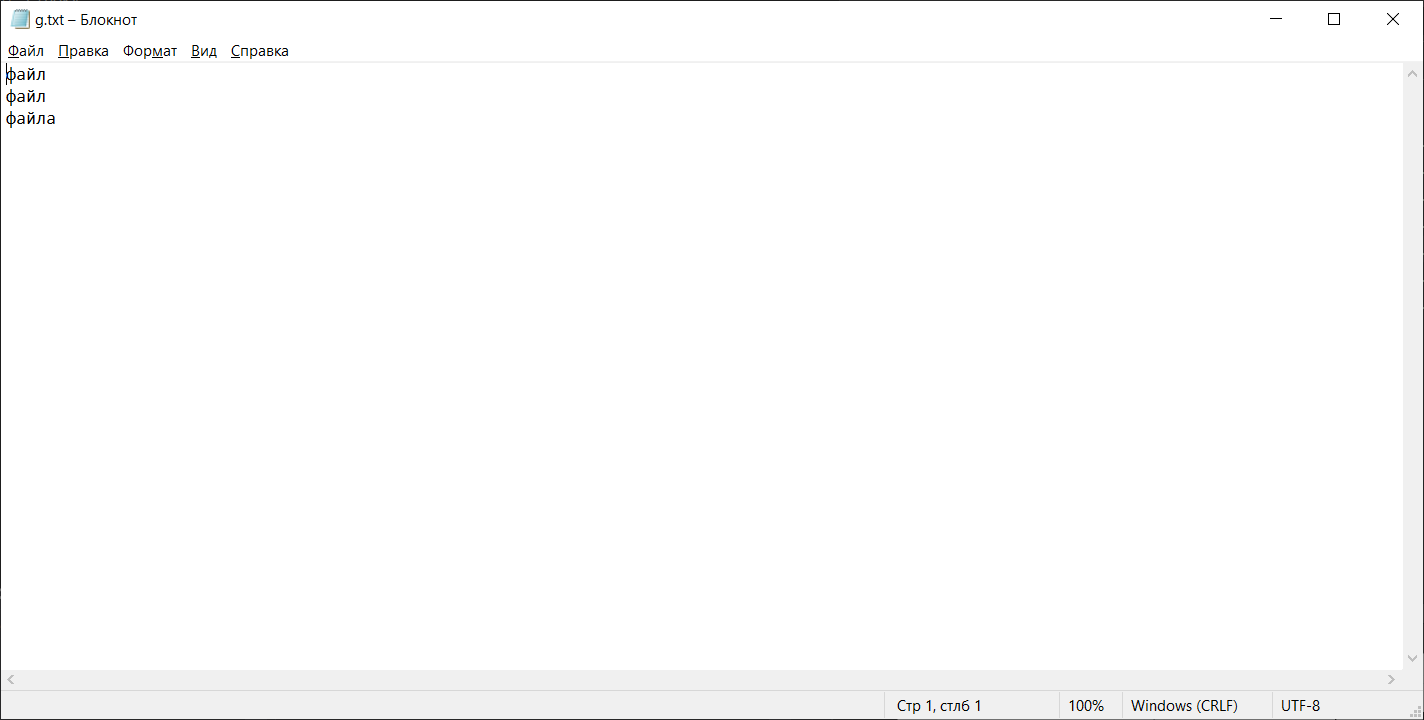 g.txt – Блокнот
Файл Правка Формат Вид Справка
файл
файл
файла
Стр 1, стлб 1 100% Windows (CRLF) UTF-8